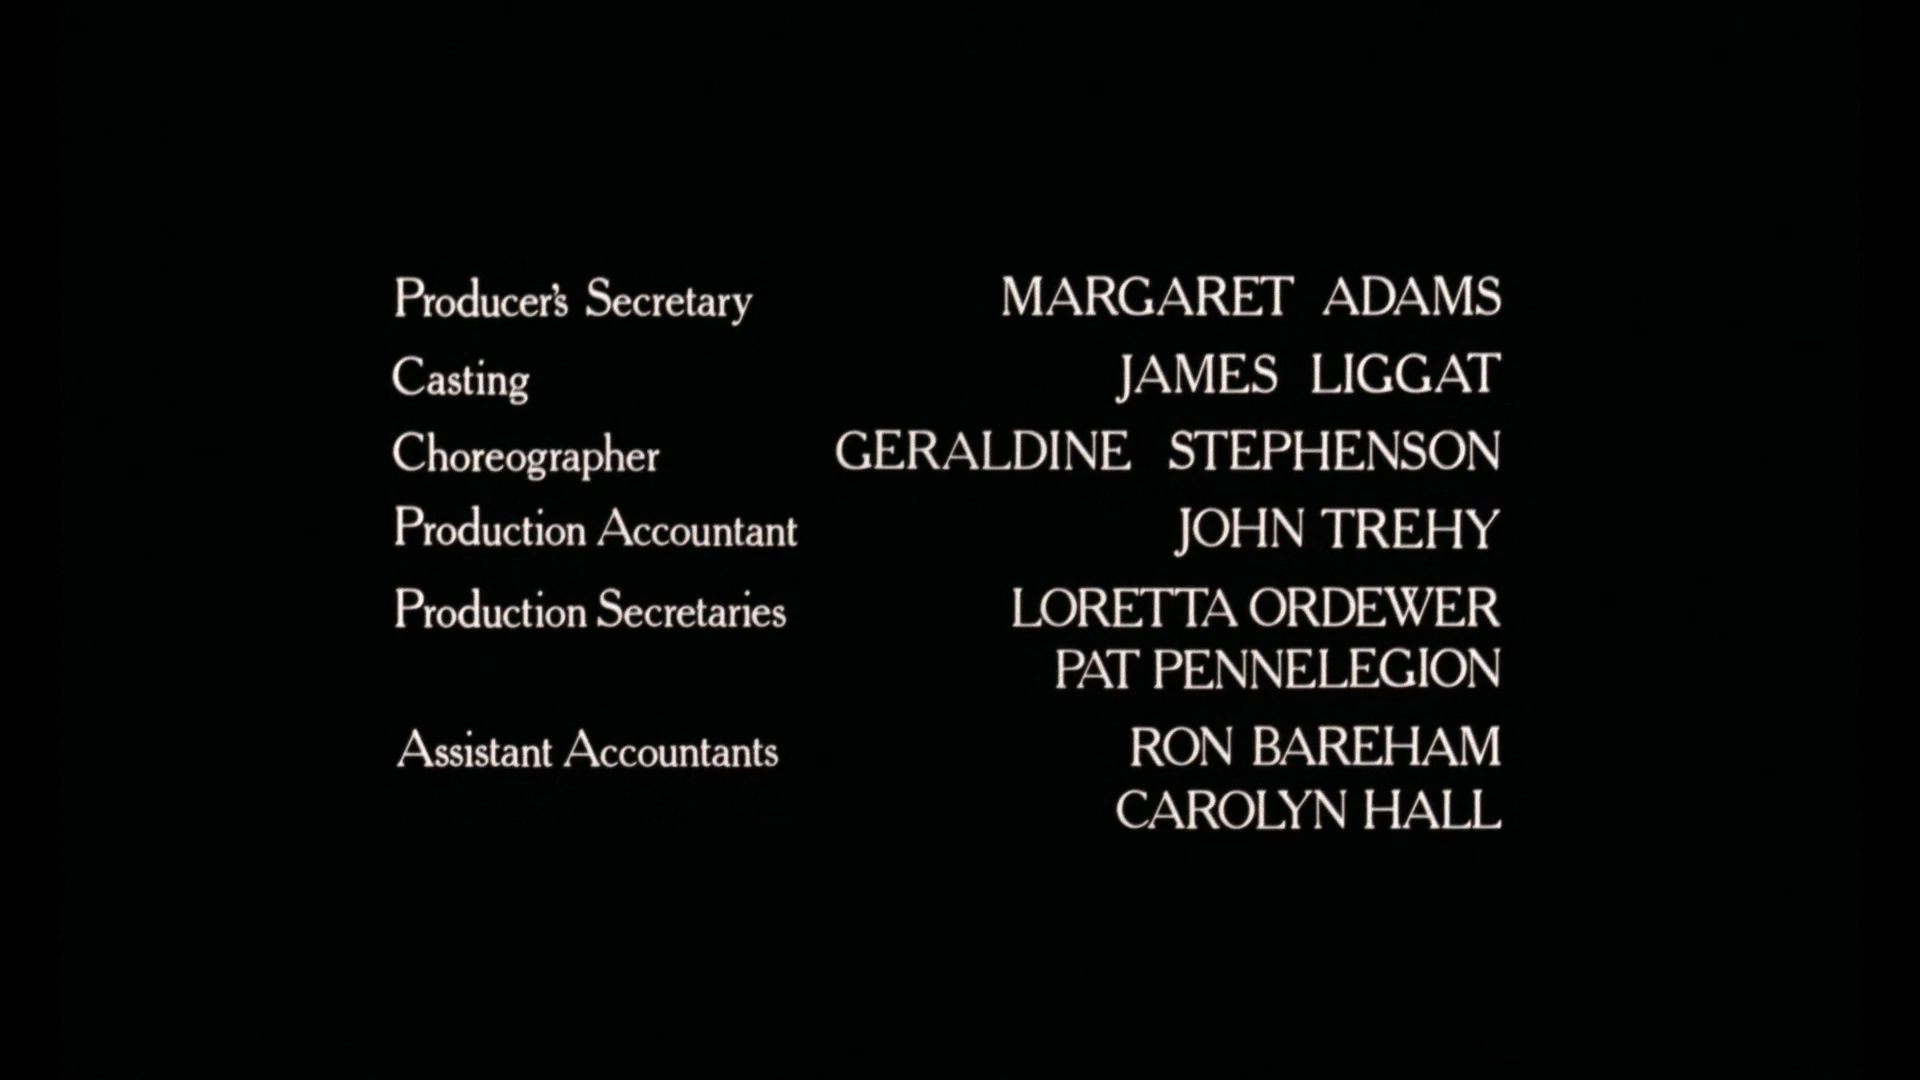 Producer's Secretary MARGARET ADAMS
Casting JAMES LIGGAT
Choreographer GERALDINE STEPHENSON
Production Accountant JOHN TREHY
Production Secretaries LORETTA ORDEWER
PAT PENNELEGION
Assistant Accountants RON BAREHAM
CAROLYN HALL